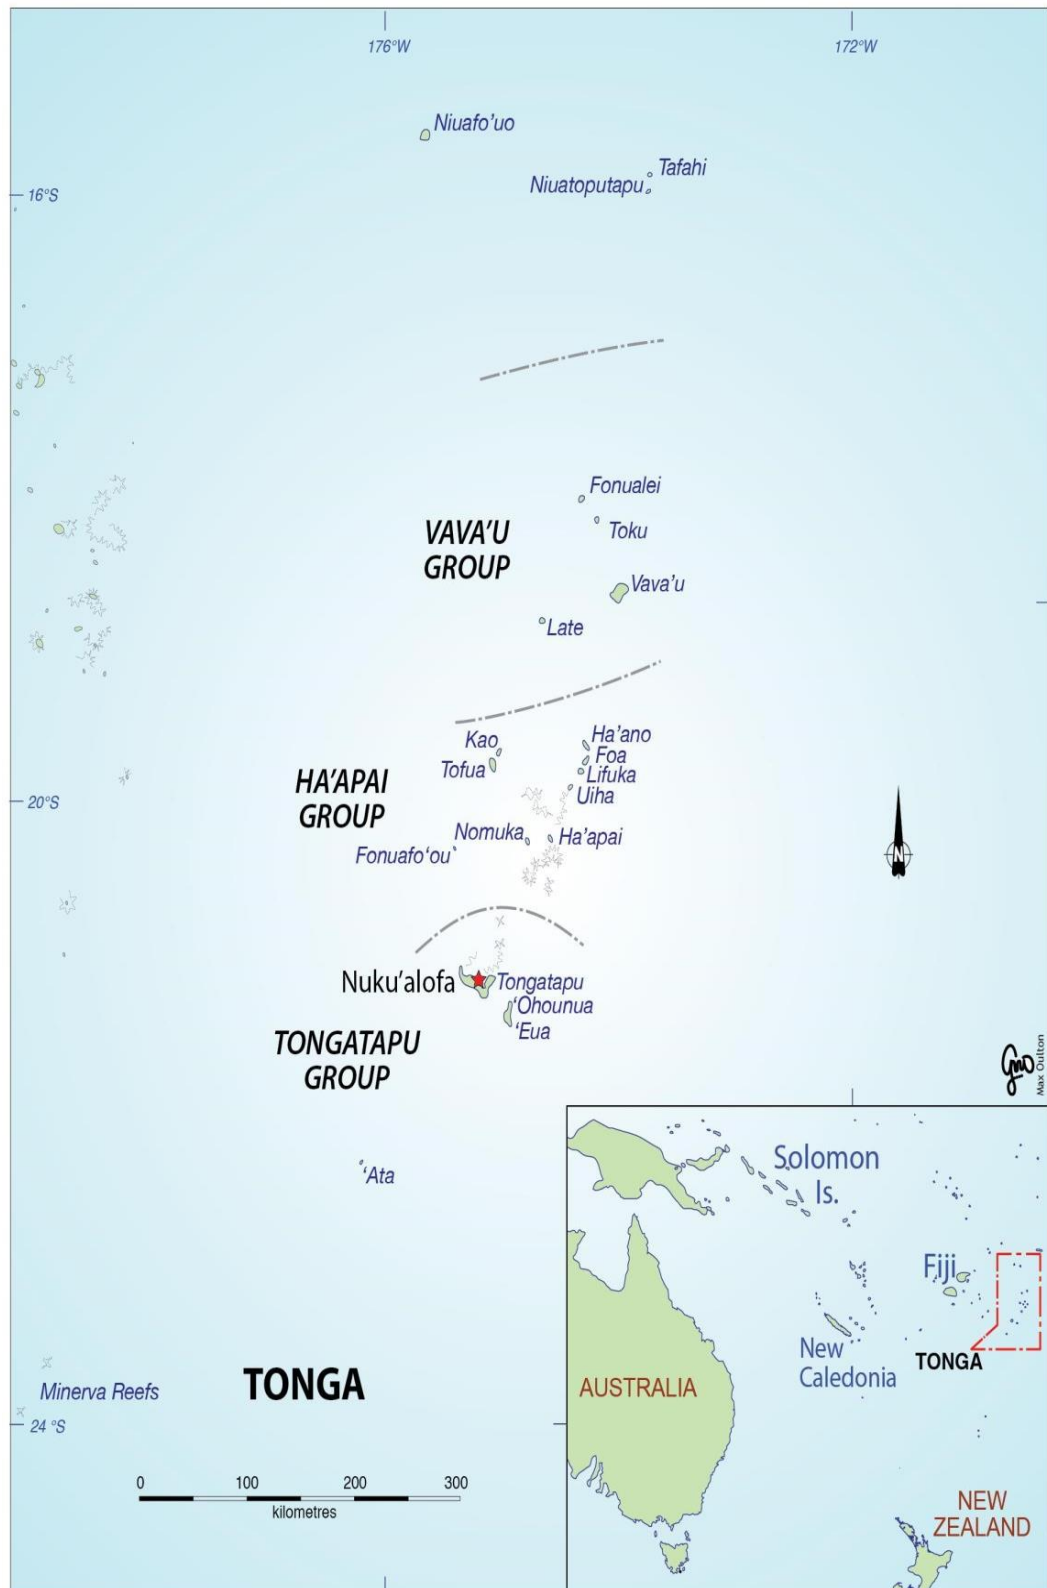 176°W
172°W
Niuafo'uo
Tafahi
Niuatoputapu
16°S
Fonualei
VAVA'U
GROUP
Toku
Vava'u
Late
Kao
Ha'ano
Foa
Tofua
Lifuka
HA'APAI
GROUP
Uiha
20°S
Nomuka
Ha'apai
Fonuafo‘ou
N
Nuku'alofa
Tongatapu
‘Ohounua
‘Eua
TONGATAPU
GROUP
Max Oulton
‘Ata
Solomon
Is.
Fiji
New
Caledonia
TONGA
AUSTRALIA
NEW
ZEALAND
Minerva Reefs
TONGA
24 °S
0 100 200 300
kilometres